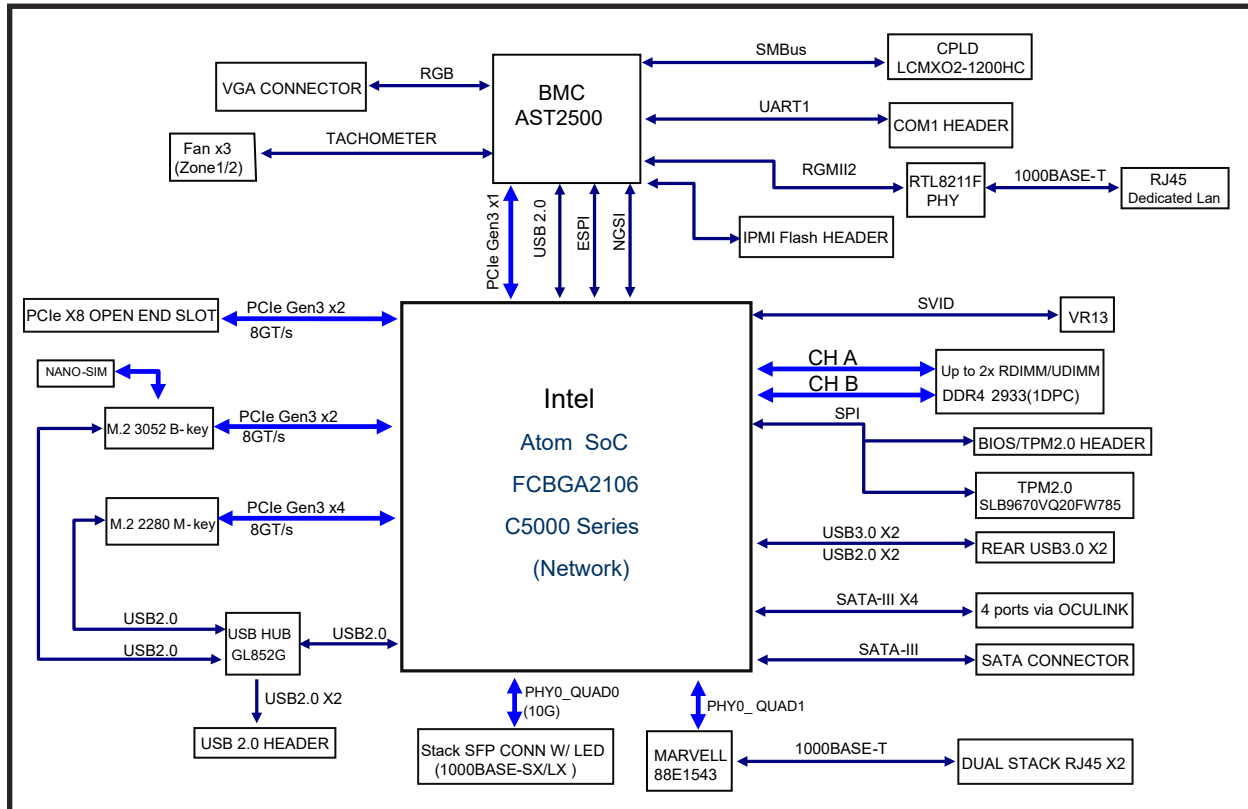 SMBus
CPLD
LCMXO2-1200HC
VGA CONNECTOR
RGB
BMC
AST2500
UART1
COM1 HEADER
Fan x3
(Zone1/2)
TACHOMETER
RGMII2
RTL8211F
PHY
1000BASE-T
RJ45
Dedicated Lan
IPMI Flash HEADER
PCIe Gen3 x1
USB 2.0
ESPI
NCSI
PCIe X8 OPEN END SLOT
PCIe Gen3 x2
8GT/s
SVID
VR13
NANO-SIM
CH A
CH B
Up to 2x RDIMM/UDIMM
DDR4 2933(1DPC)
M.2 3052 B-key
PCIe Gen3 x2
8GT/s
SPI
BIOS/TPM2.0 HEADER
TPM2.0
SLB9670VQ20FW785
Intel
Atom SoC
FCBGA2106
C5000 Series
(Network)
M.2 2280 M-key
PCIe Gen3 x4
8GT/s
USB3.0 X2
USB2.0 X2
REAR USB3.0 X2
SATA-III X4
4 ports via OCULINK
USB2.0
USB2.0
USB HUB
GL852G
USB2.0
SATA-III
SATA CONNECTOR
USB2.0 X2
USB 2.0 HEADER
PHY0_QUAD0
(10G)
Stack SFP CONN W/ LED
(1000BASE-SX/LX )
PHY0_ QUAD1
MARVELL
88E1543
1000BASE-T
DUAL STACK RJ45 X2